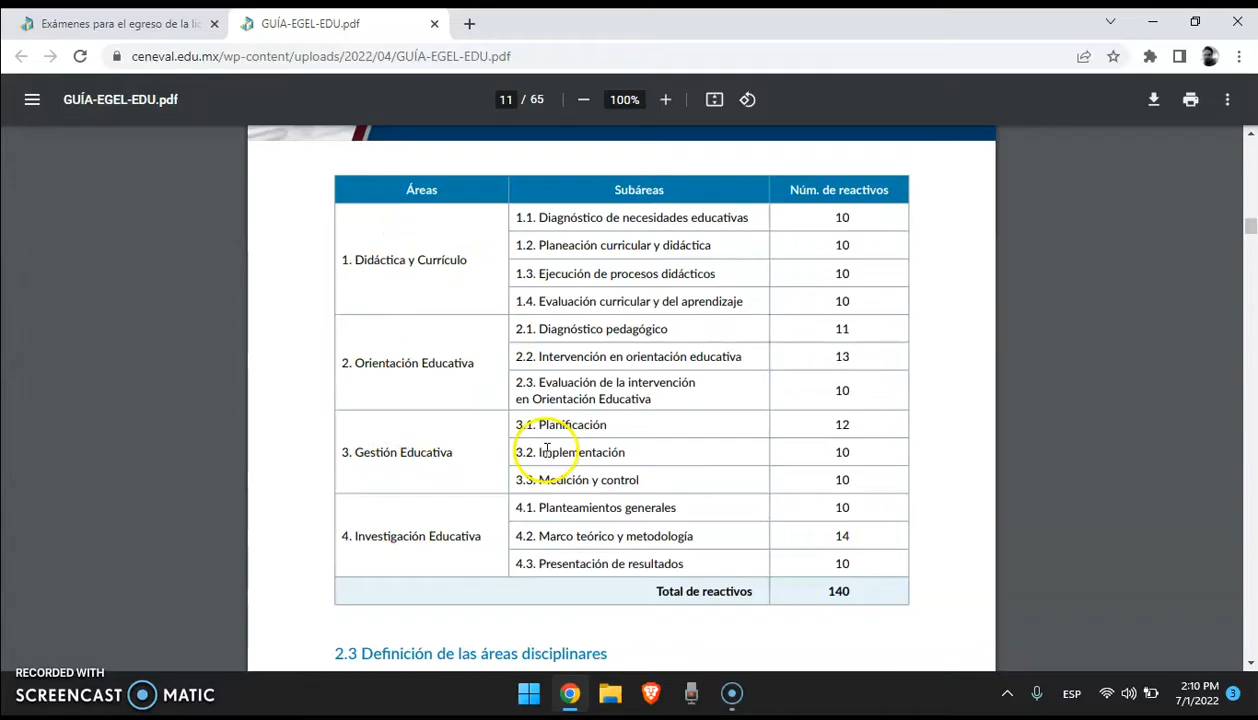 Exámenes para el egreso de la lic
GUÍA-EGEL-EDU.pdf
ceneval.edu.mx/wp-content/uploads/2022/04/GUÍA-EGEL-EDU.pdf
GUÍA-EGEL-EDU.pdf
11 / 65
100%
Áreas
Subáreas
Núm. de reactivos
1. Didáctica y Currículo
1.1. Diagnóstico de necesidades educativas
10
1.2. Planeación curricular y didáctica
10
1.3. Ejecución de procesos didácticos
10
1.4. Evaluación curricular y del aprendizaje
10
2. Orientación Educativa
2.1. Diagnóstico pedagógico
11
2.2. Intervención en orientación educativa
13
2.3. Evaluación de la intervención
en Orientación Educativa
10
3. Gestión Educativa
3.1. Planificación
12
3.2. Implementación
10
3.3. Medición y control
10
4. Investigación Educativa
4.1. Planteamientos generales
10
4.2. Marco teórico y metodología
14
4.3. Presentación de resultados
10
Total de reactivos
140
2.3 Definición de las áreas disciplinares
RECORDED WITH
SCREENCAST MATIC
ESP
2:10 PM
7/1/2022
3